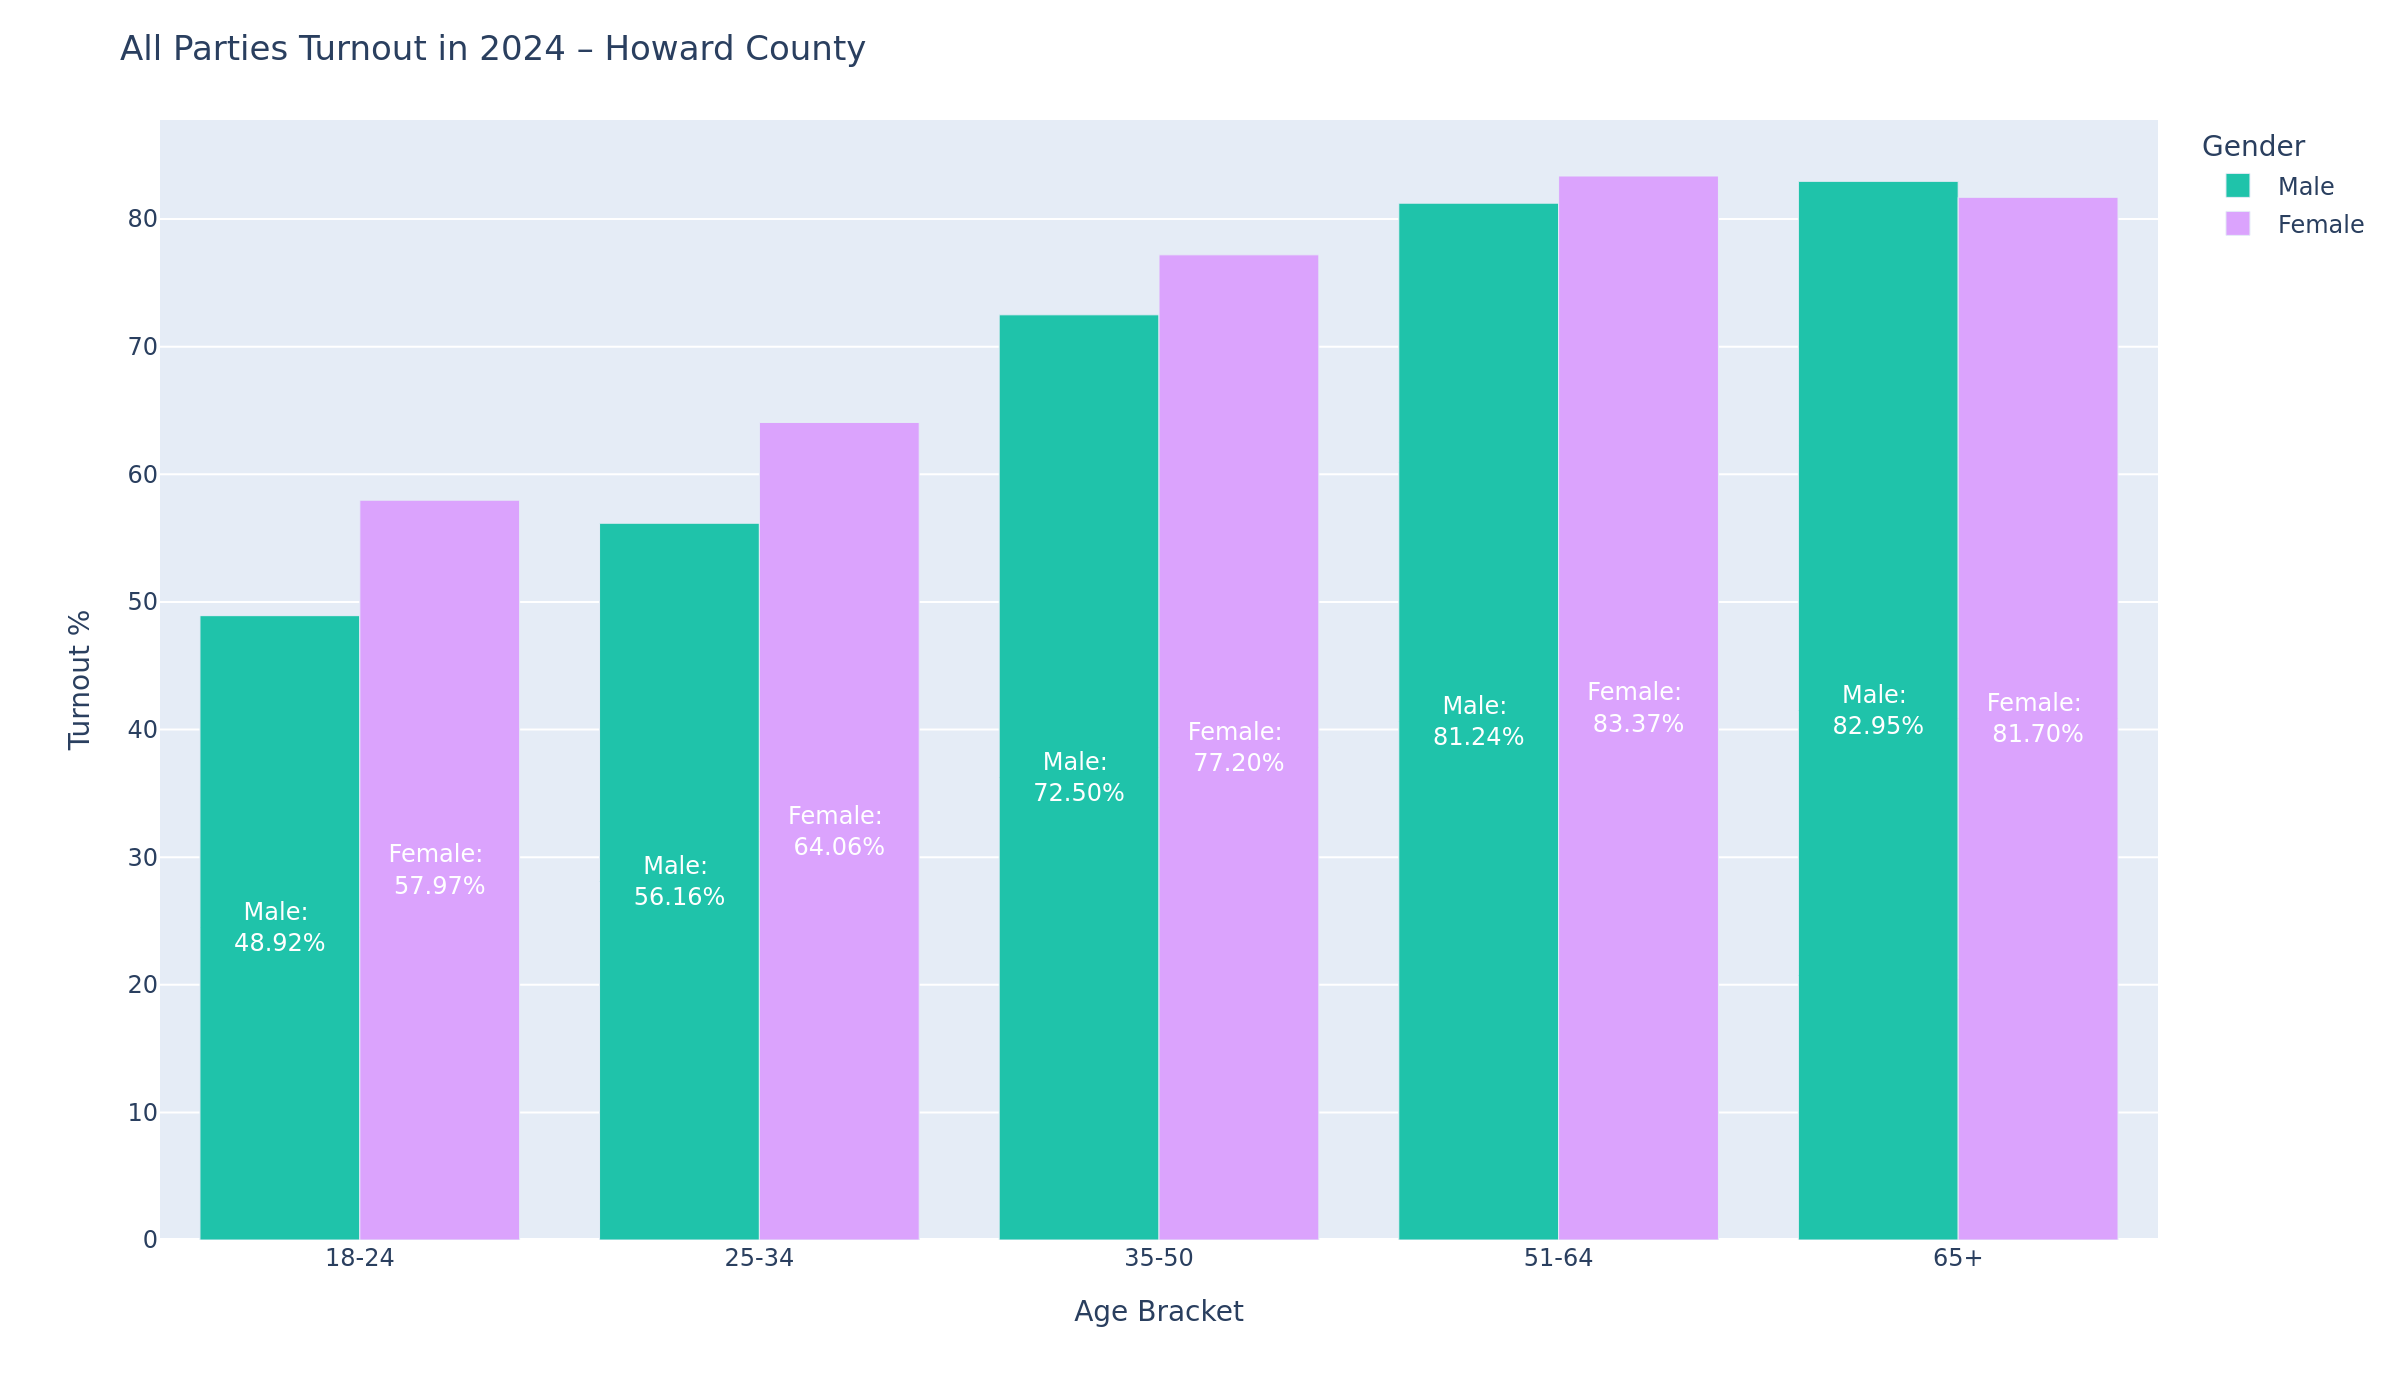 All Parties Turnout in 2024 – Howard County
Gender
Male
Female
Turnout %
80
70
60
50
40
30
20
10
0
Male:
48.92%
Female:
57.97%
Male:
56.16%
Female:
64.06%
Male:
72.50%
Female:
77.20%
Male:
81.24%
Female:
83.37%
Male:
82.95%
Female:
81.70%
18-24
25-34
35-50
51-64
65+
Age Bracket